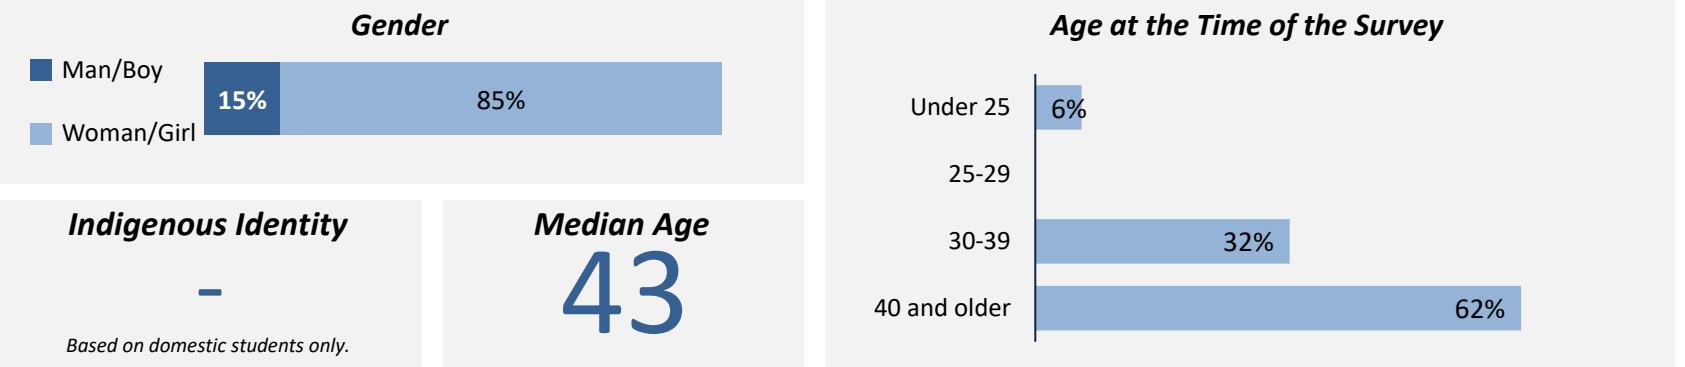 Gender
Man/Boy
Woman/Girl
15%
85%
Indigenous Identity
-
Based on domestic students only.
Median Age
43
Age at the Time of the Survey
Under 25
6%
25-29
30-39
32%
40 and older
62%